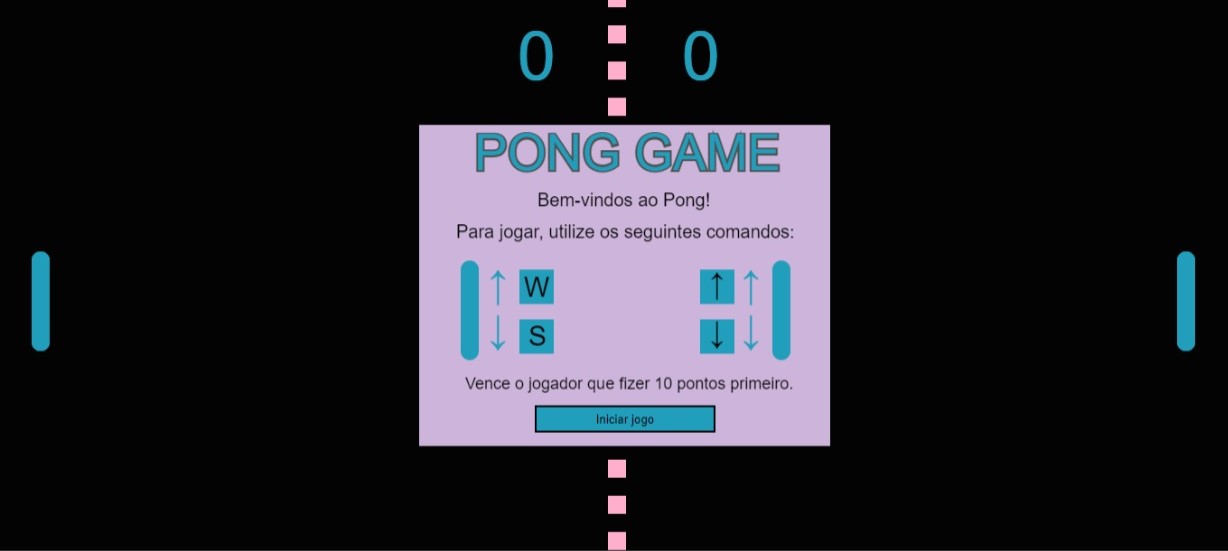 0 0
PONG GAME
Bem-vindos ao Pong!
Para jogar, utilize os seguintes comandos:
↑ W ↑ ↑
↓ S ↓ ↓
Vence o jogador que fizer 10 pontos primeiro.
Iniciar jogo